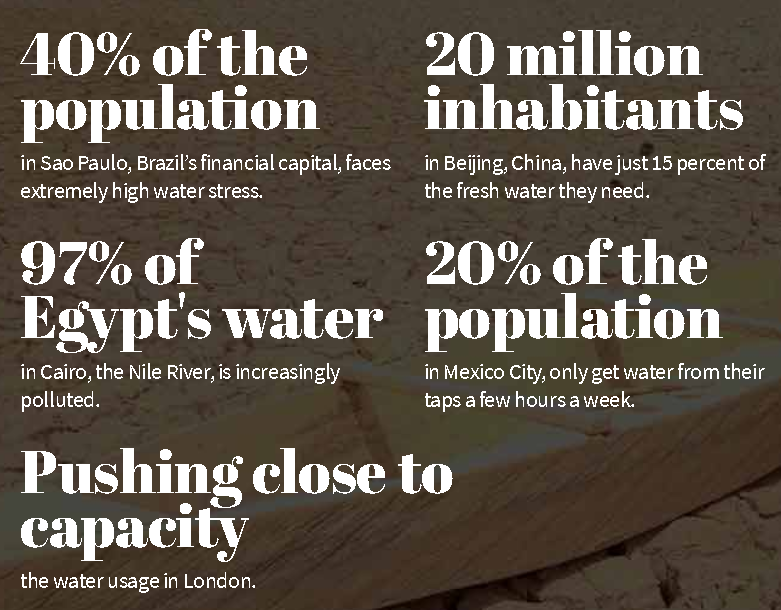 40% of the
population
in Sao Paulo, Brazil's financial capital, faces
extremely high water stress.
20 million
inhabitants
in Beijing, China, have just 15 percent of
the fresh water they need.
97% of
Egypt's water
in Cairo, the Nile River, is increasingly
polluted.
20% of the
population
in Mexico City, only get water from their
taps a few hours a week.
Pushing close to
capacity
the water usage in London.